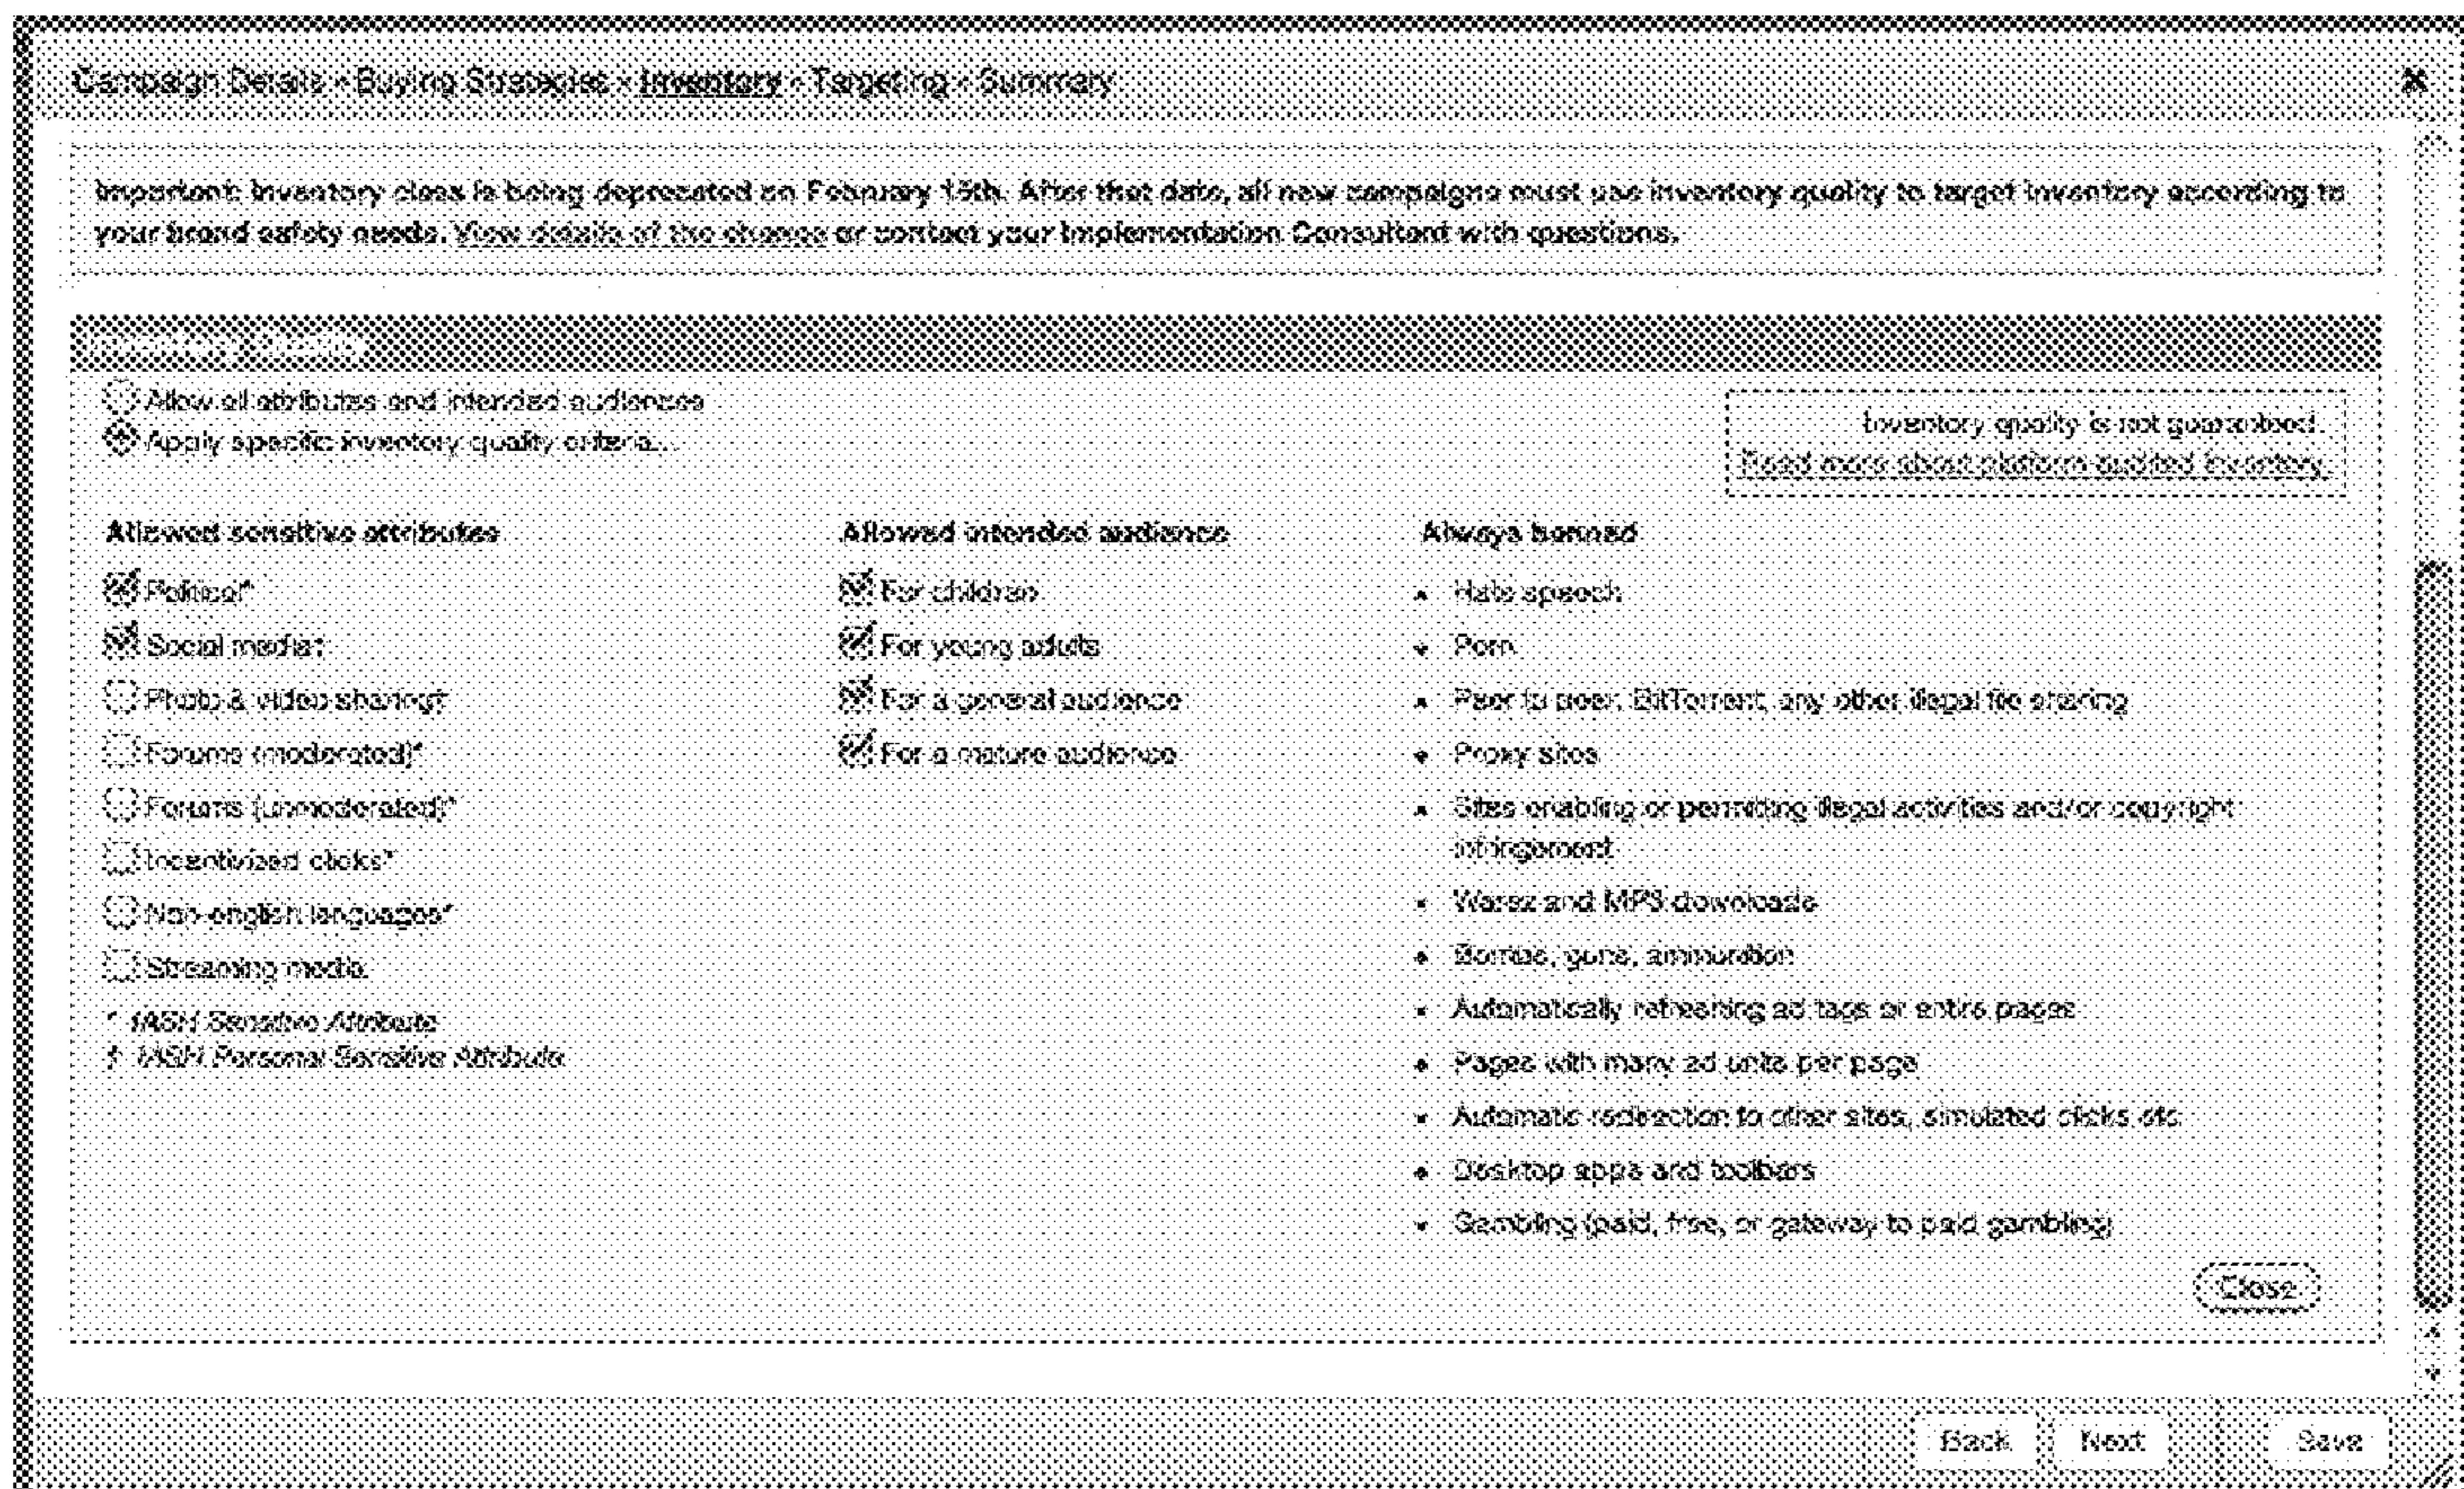 Campaign Details » Buying Strategies » Inventory » Targeting » Summary
Important: Inventory class is being deprecated on February 15th. After that date, all new campaigns must use inventory quality to target inventory according to
your brand safety needs. View details of the change or contact your Implementation Consultant with questions.
Inventory Quality
Allow all attributes and intended audiences
Apply specific inventory quality criteria...
Inventory quality is not guaranteed.
Read more about platform-audited inventory.
Allowed sensitive attributes
Political*
Social media†
Photo & video sharing†
Forums (moderated)*
Forums (unmoderated)*
Incentivized clicks*
Non-english languages*
Streaming media
* IASH Sensitive Attribute
† IASH Personal Sensitive Attribute
Allowed intended audience
For children
For young adults
For a general audience
For a mature audience
Always banned
• Hate speech
• Porn
• Peer to peer, BitTorrent, any other illegal file sharing
• Proxy sites
• Sites enabling or permitting illegal activities and/or copyright
infringement
• Warez and MP3 downloads
• Bombs, guns, ammunition
• Automatically refreshing ad tags or entire pages
• Pages with many ad units per page
• Automatic redirection to other sites, simulated clicks etc
• Desktop apps and toolbars
• Gambling (paid, free, or gateway to paid gambling)
Close
Back
Next
Save